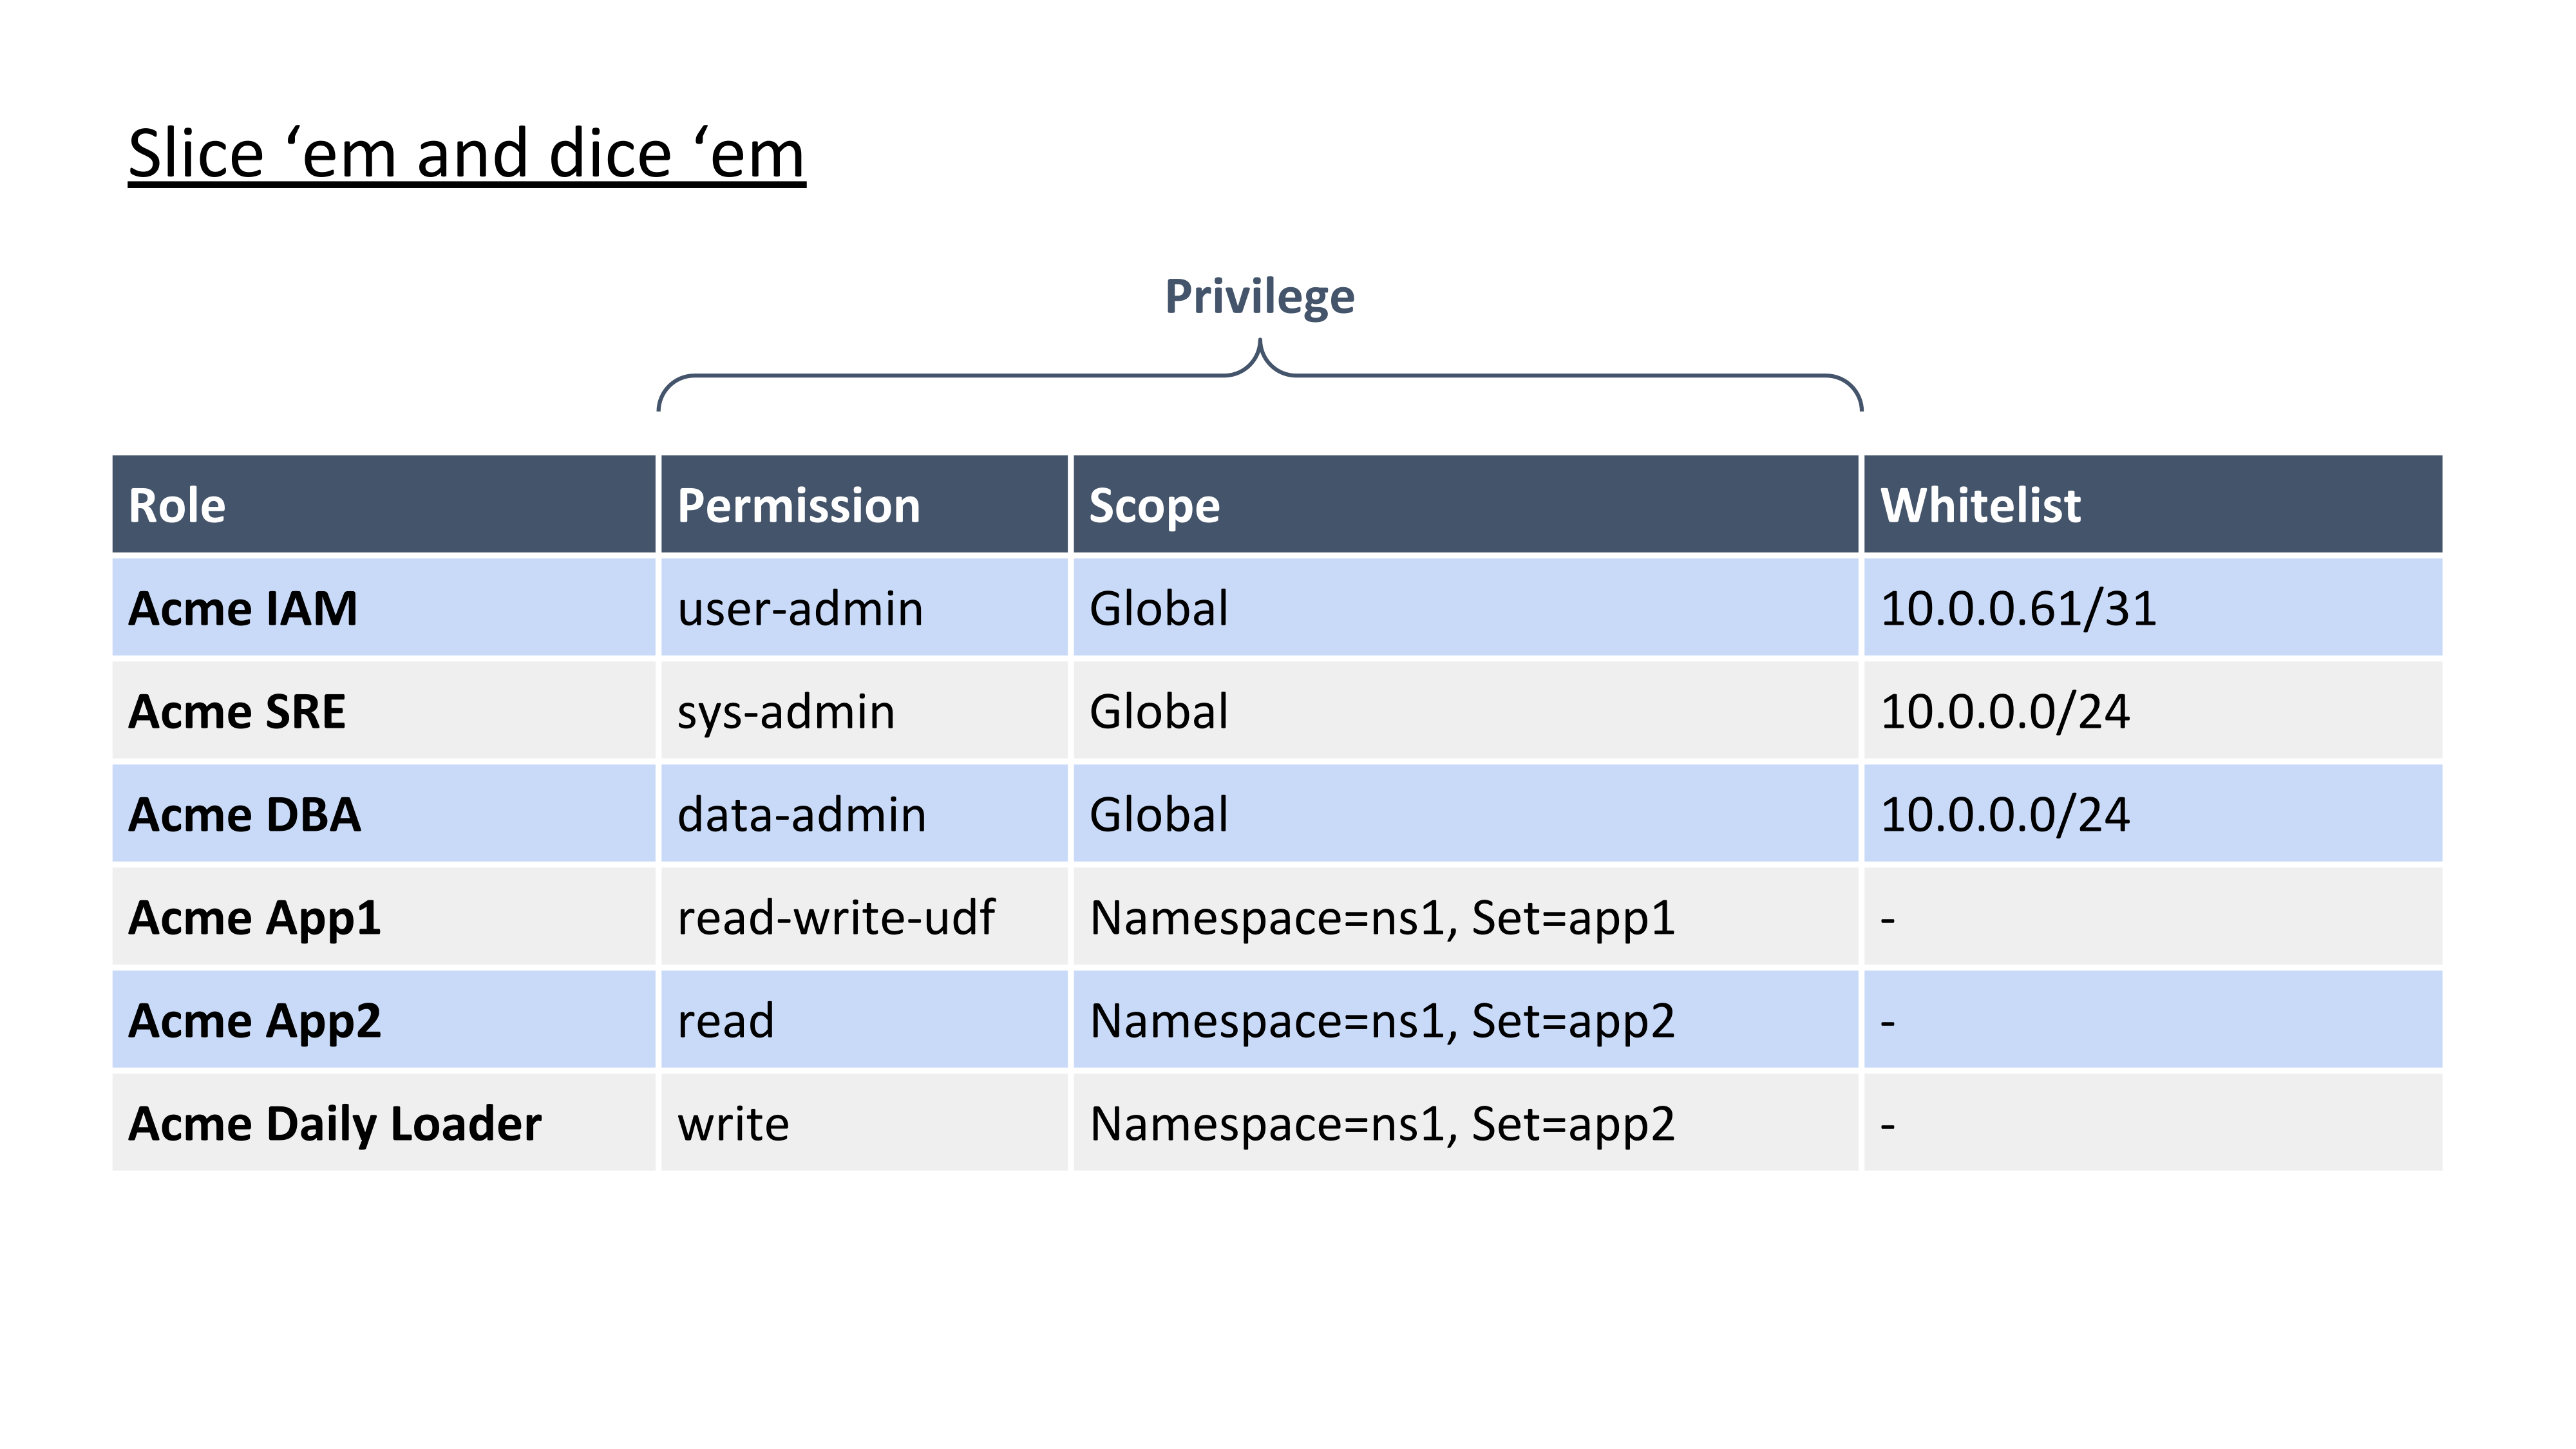 Slice ‘em and dice ‘em
Privilege
Role Permission Scope Whitelist
Acme IAM user-admin Global 10.0.0.61/31
Acme SRE sys-admin Global 10.0.0.0/24
Acme DBA data-admin Global 10.0.0.0/24
Acme App1 read-write-udf Namespace=ns1, Set=app1 -
Acme App2 read Namespace=ns1, Set=app2 -
Acme Daily Loader write Namespace=ns1, Set=app2 -